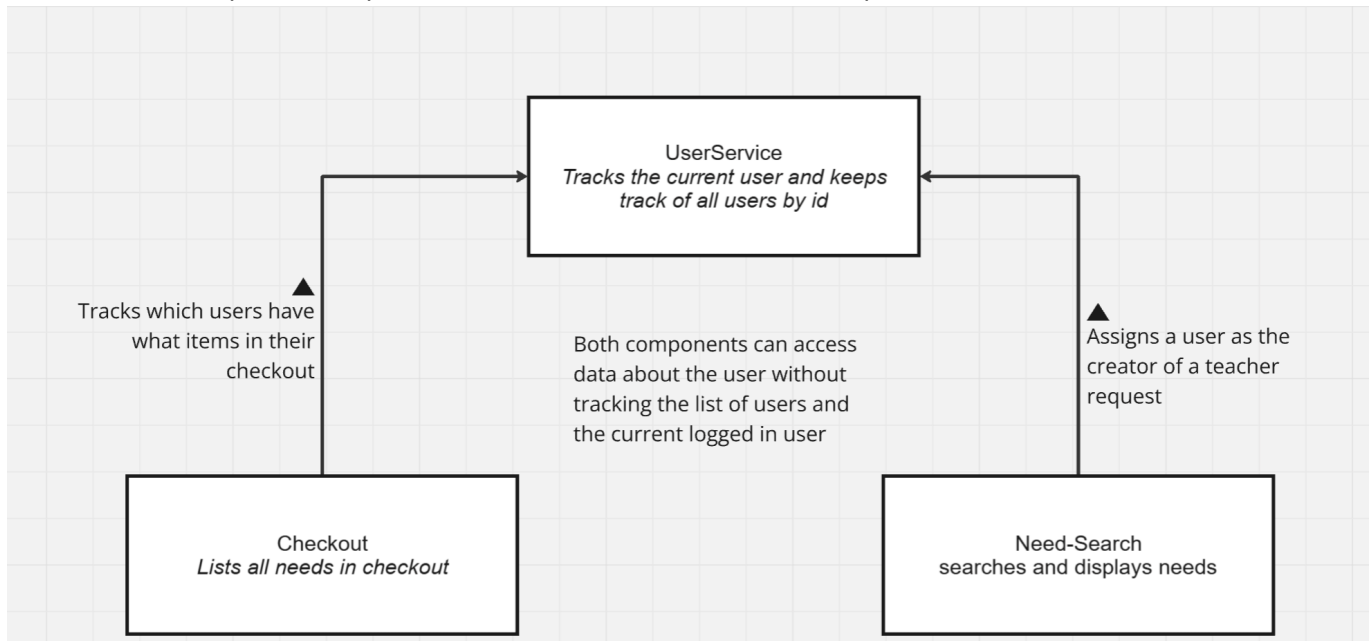 UserService
Tracks the current user and keeps
track of all users by id
Tracks which users have
what items in their
checkout
Both components can access
data about the user without
tracking the list of users and
the current logged in user
Assigns a user as the
creator of a teacher
request
Checkout
Lists all needs in checkout
Need-Search
searches and displays needs